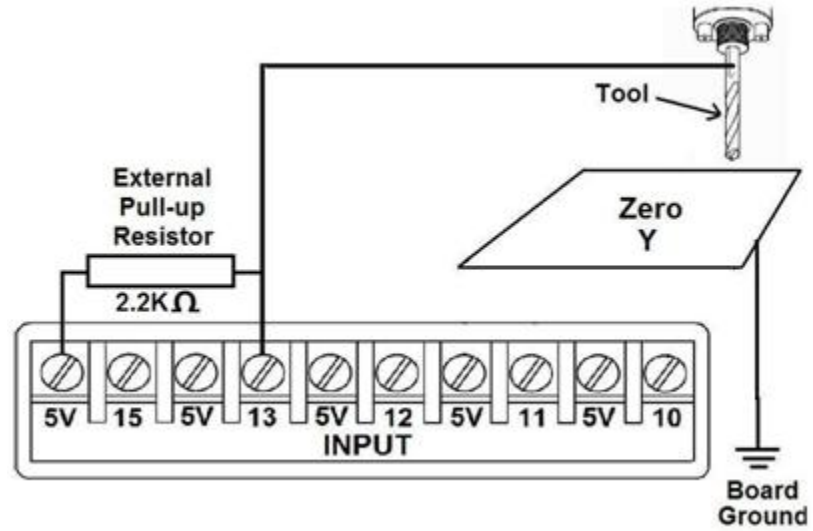 Tool
External
Pull-up
Resistor
2.2KΩ
Zero
Y
5V 15 5V 13 5V 12 5V 11 5V 10
INPUT
Board
Ground